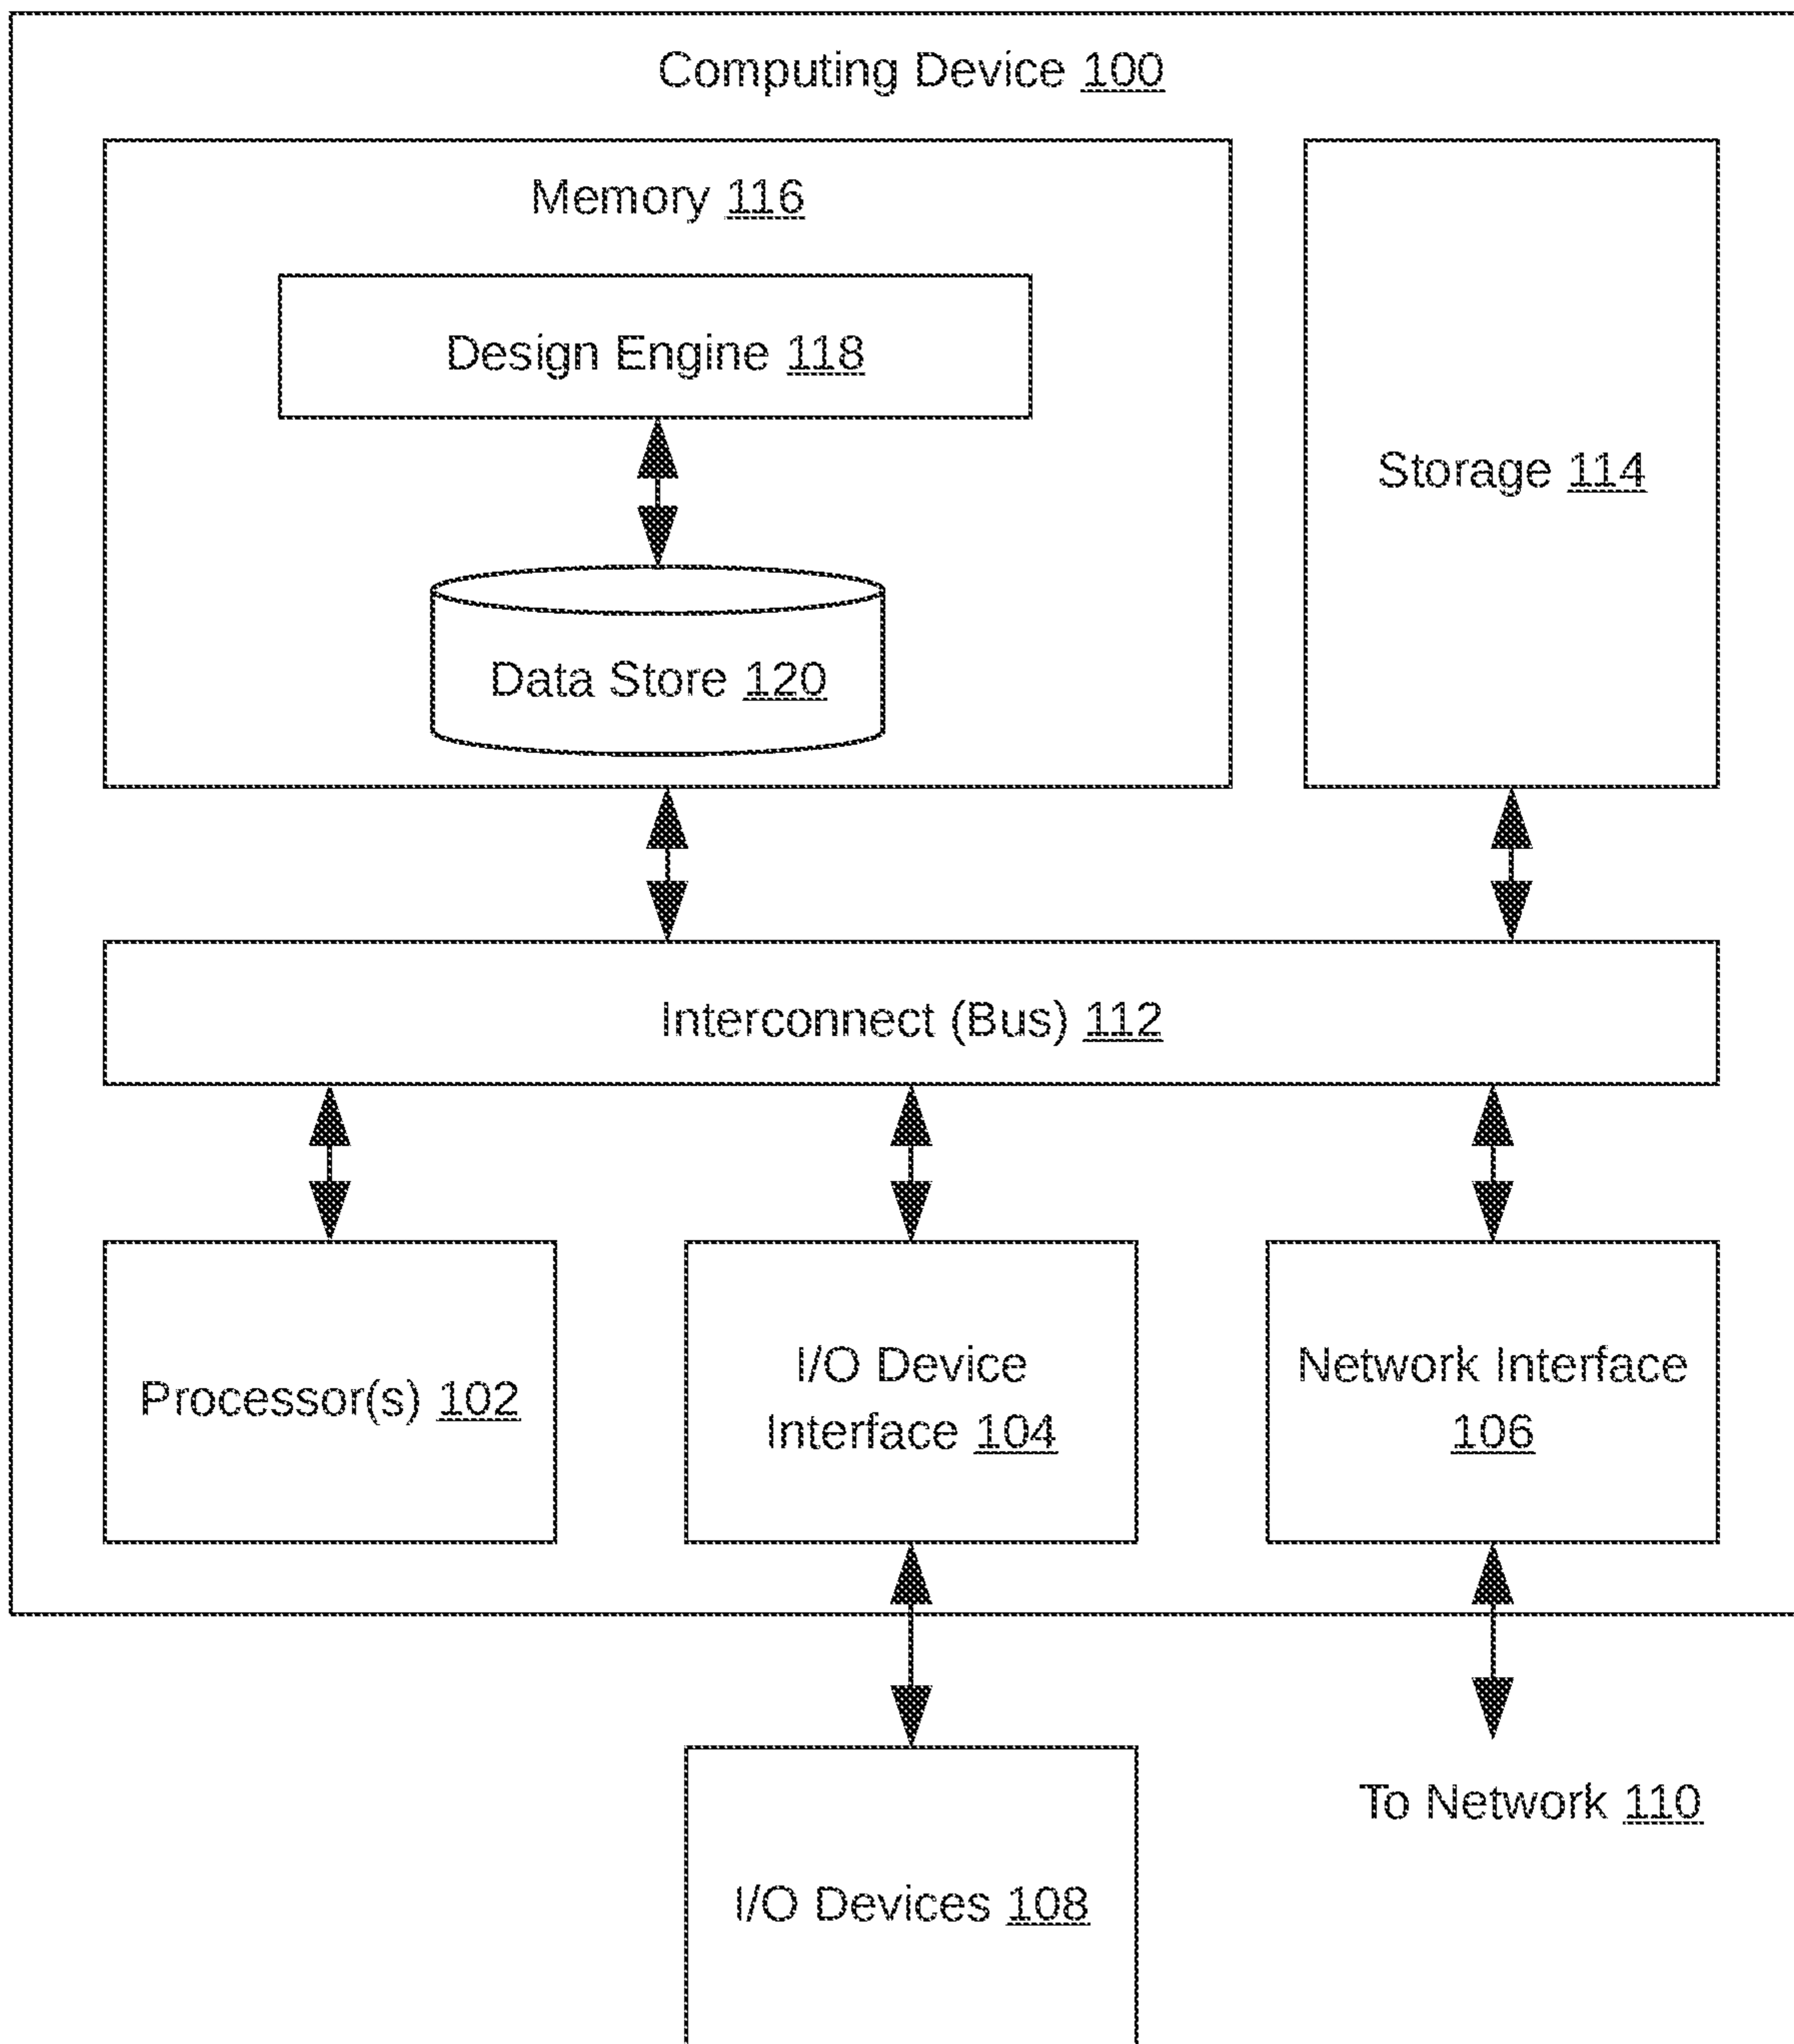 Computing Device 100
Memory 116
Design Engine 118
Storage 114
Data Store 120
Interconnect (Bus) 112
Processor(s) 102
I/O Device
Interface 104
Network Interface
106
To Network 110
I/O Devices 108